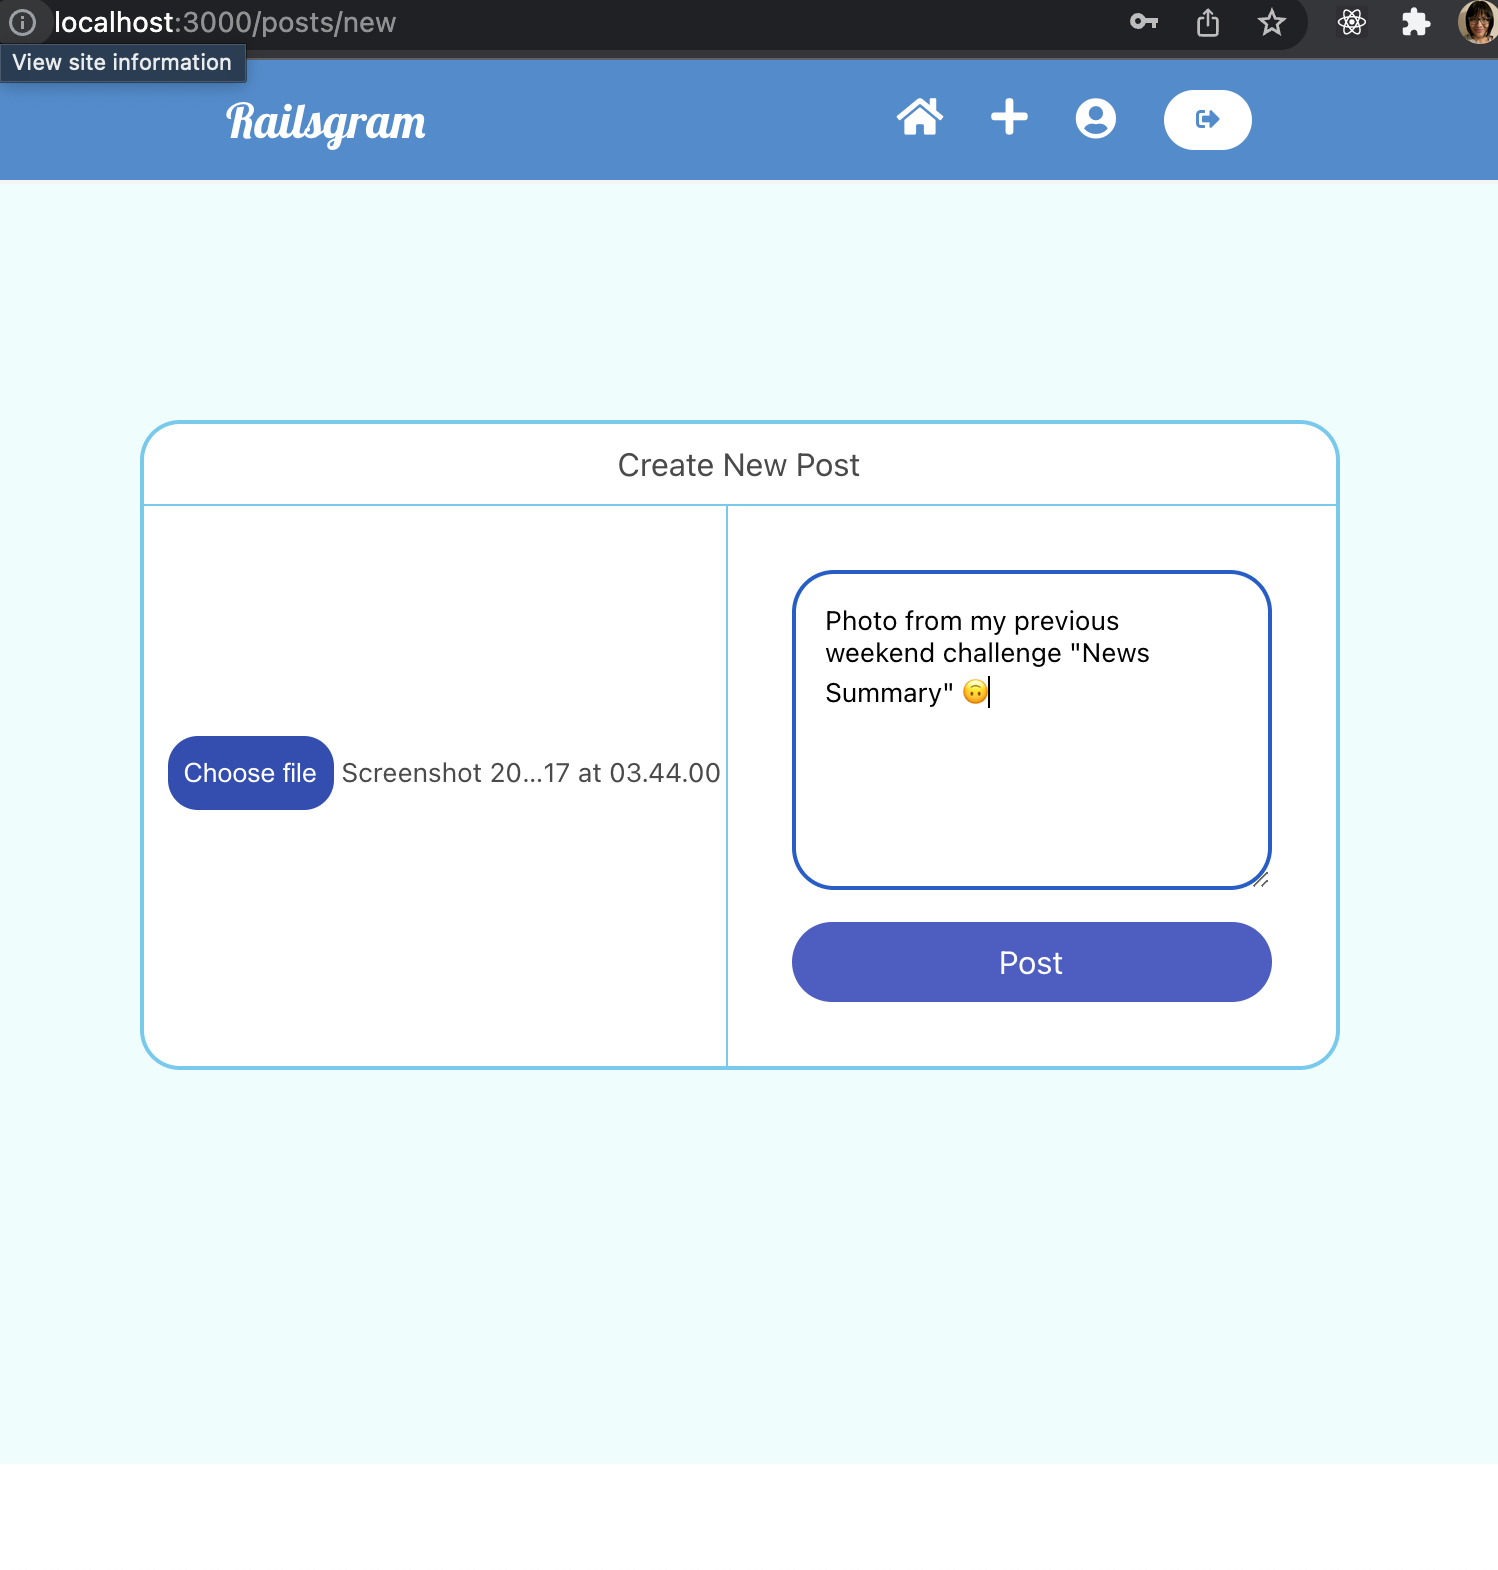 localhost:3000/posts/new
View site information
Railsgram
Create New Post
Choose file Screenshot 20...17 at 03.44.00
Photo from my previous
weekend challenge "News
Summary" 🙃
Post